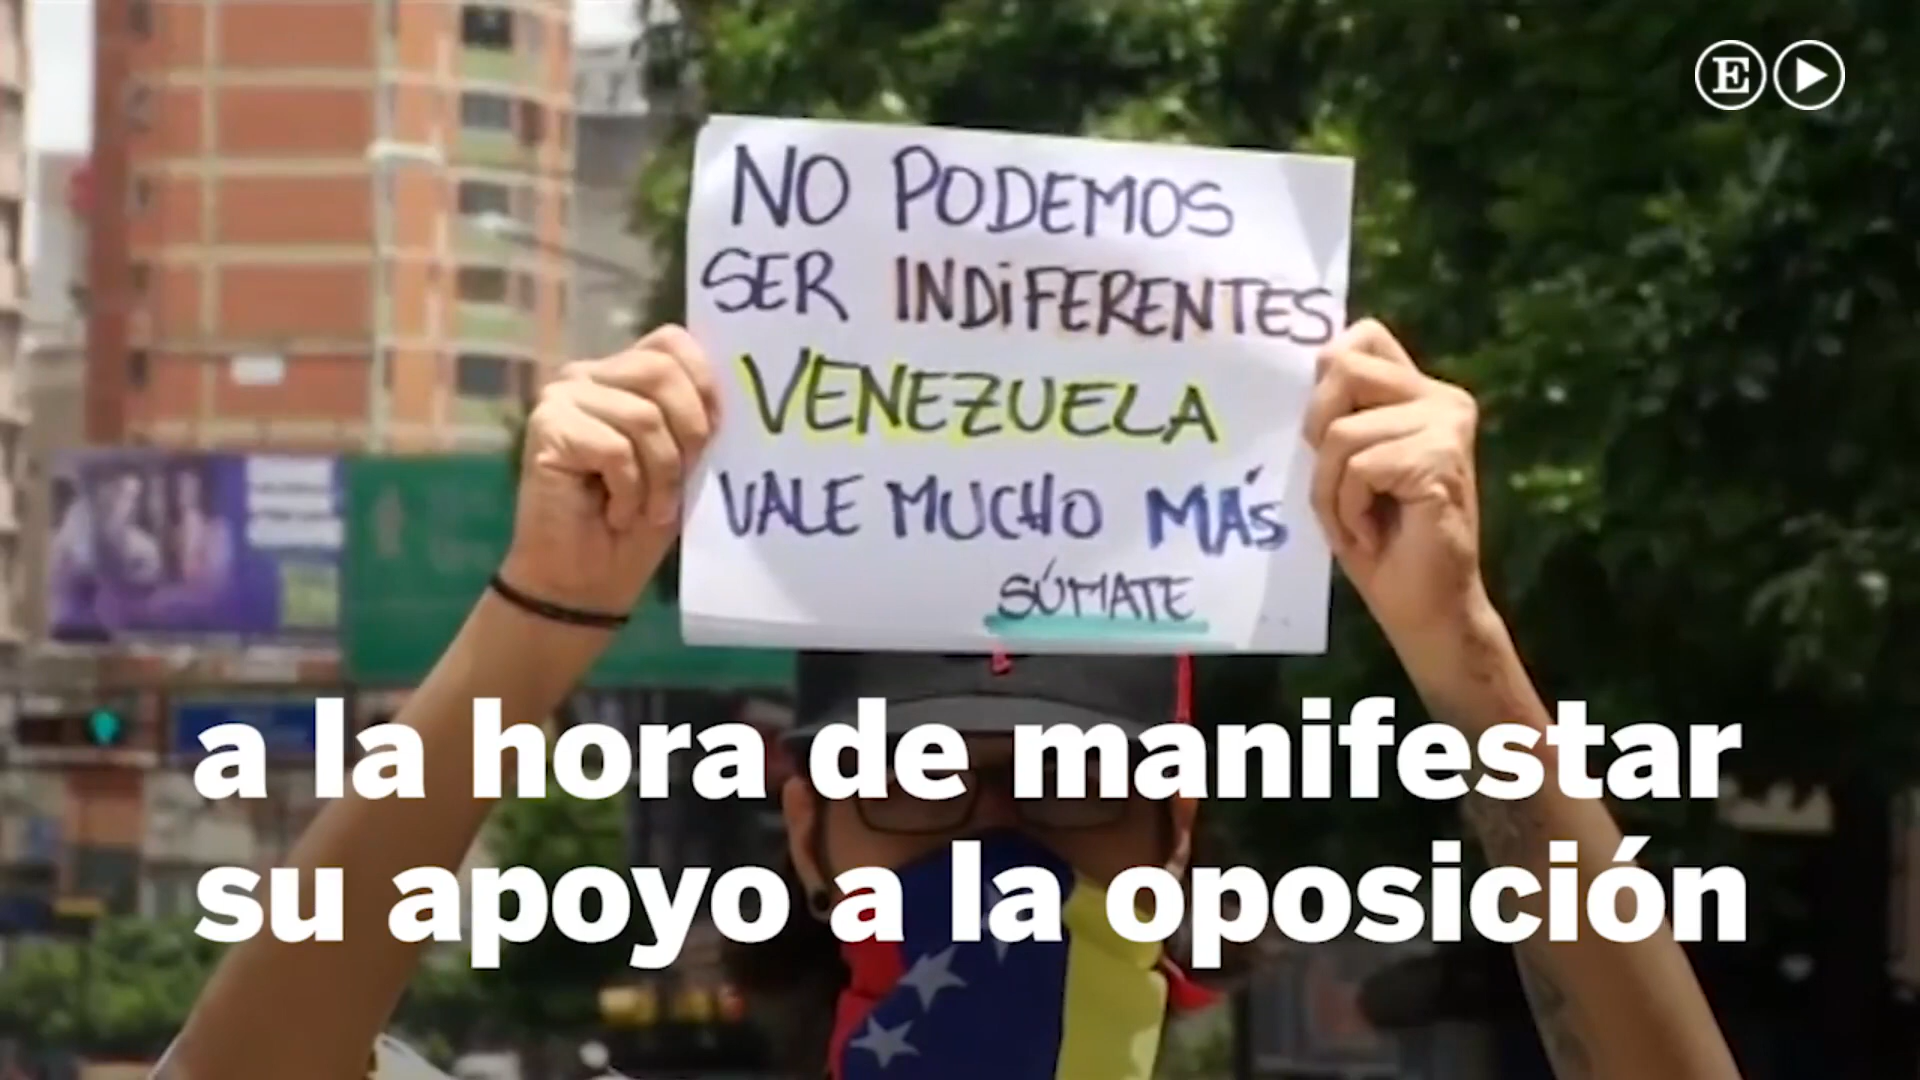 E
NO PODEMOS
SER INDIFERENTES
VENEZUELA
VALE MUCHO MÁS
SÚMATE
a la hora de manifestar
su apoyo a la oposición